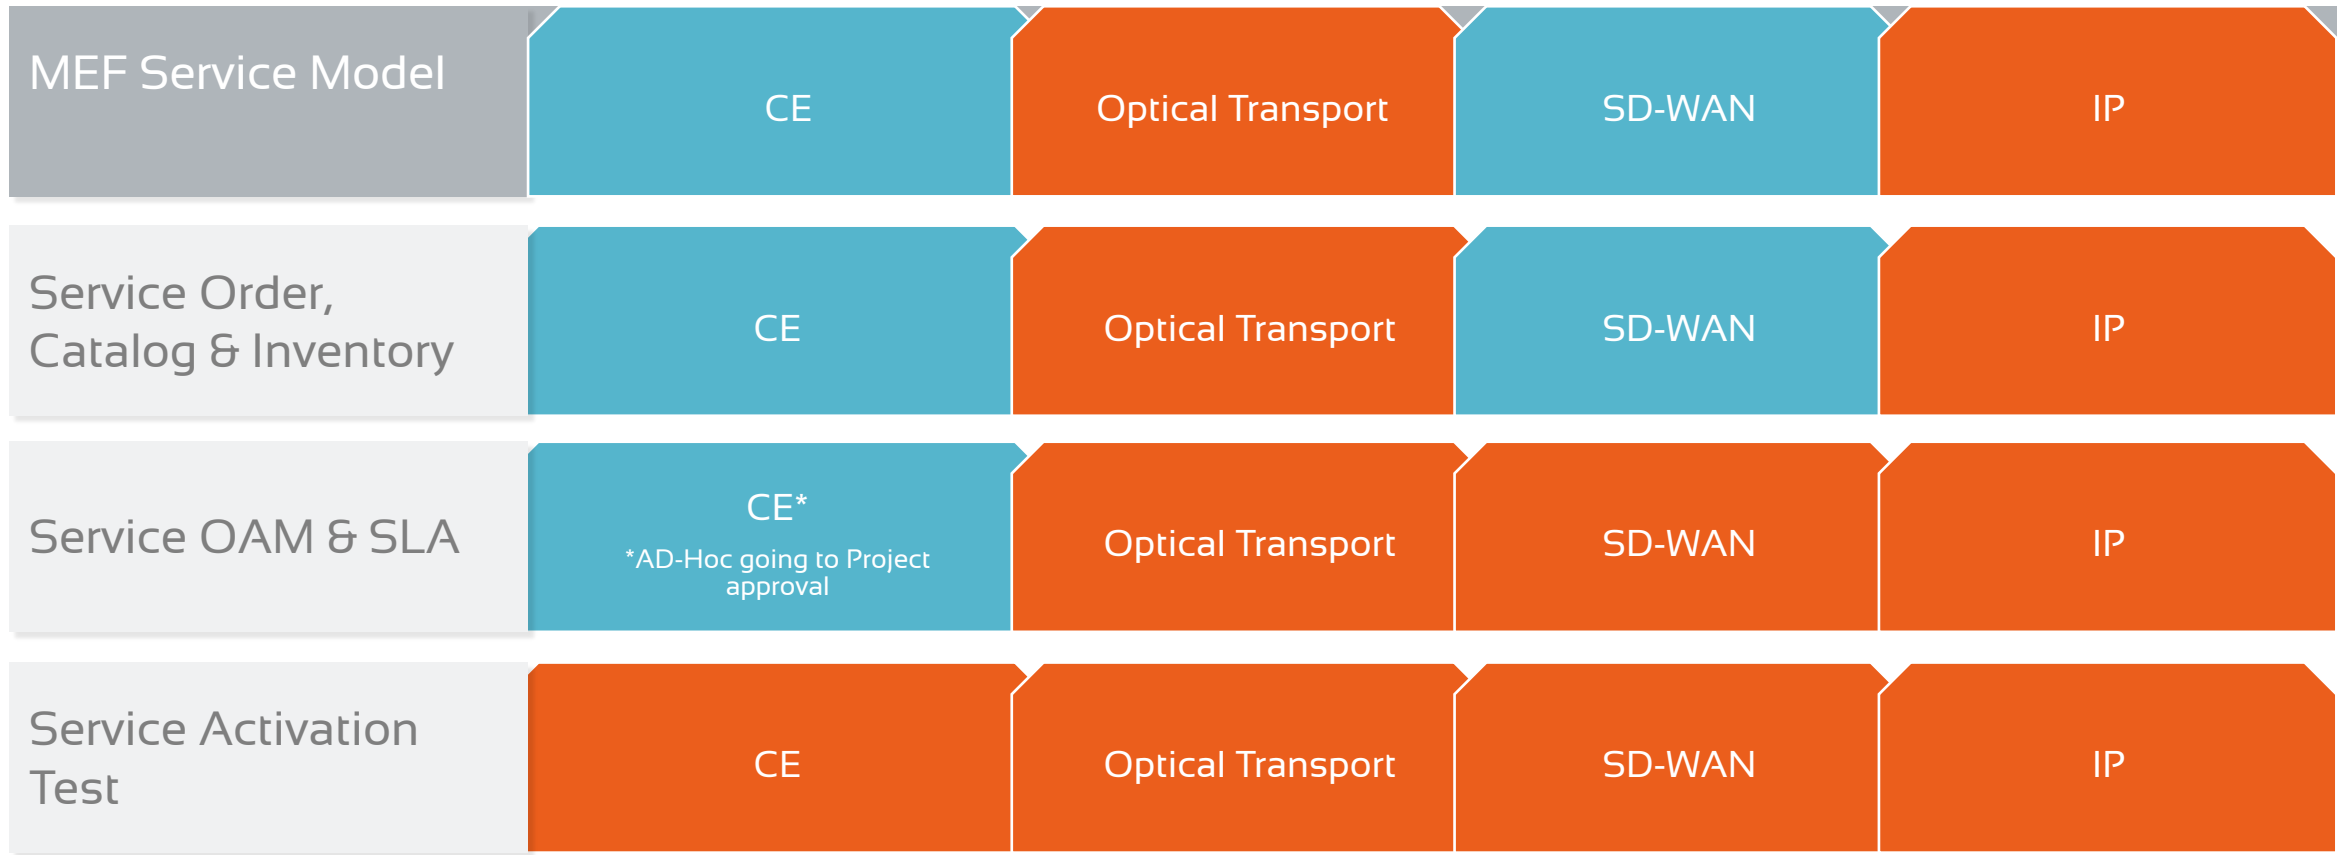 MEF Service Model
CE
Optical Transport
SD-WAN
IP
Service Order,
Catalog & Inventory
CE
Optical Transport
SD-WAN
IP
Service OAM & SLA
CE*
*AD-Hoc going to Project
approval
Optical Transport
SD-WAN
IP
Service Activation
Test
CE
Optical Transport
SD-WAN
IP